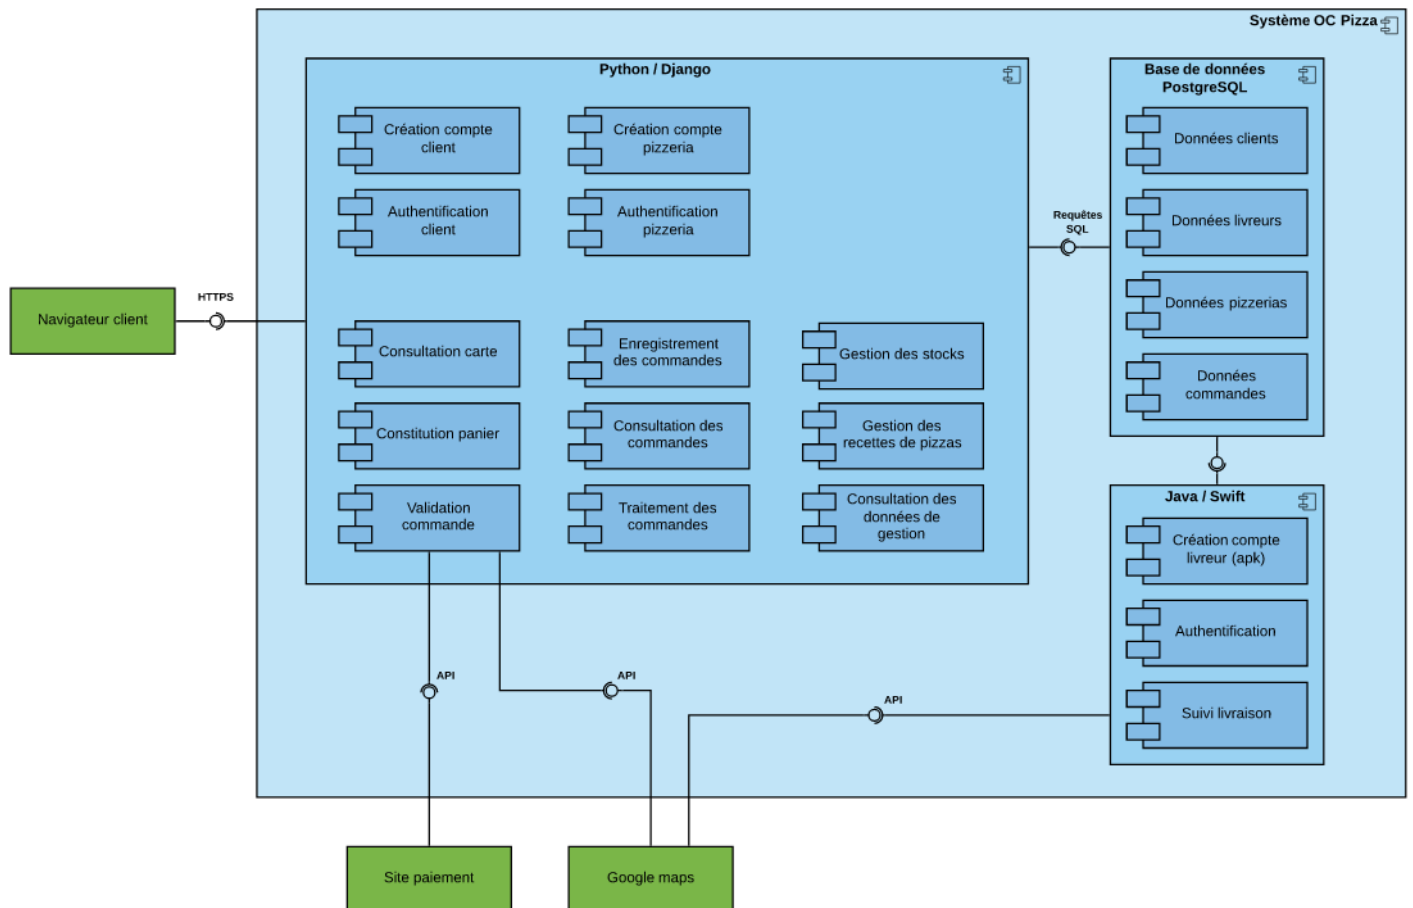 Système OC Pizza
Python / Django
Base de données
PostgreSQL
Création compte
client
Création compte
pizzeria
Données clients
Authentification
client
Authentification
pizzeria
Requêtes
SQL
Données livreurs
Navigateur client
HTTPS
Données pizzerias
Consultation carte
Enregistrement
des commandes
Gestion des stocks
Données
commandes
Constitution panier
Consultation des
commandes
Gestion des
recettes de pizzas
Validation
commande
Traitement des
commandes
Consultation des
données de
gestion
Java / Swift
Création compte
livreur (apk)
Authentification
Suivi livraison
API
API
API
Site paiement
Google maps